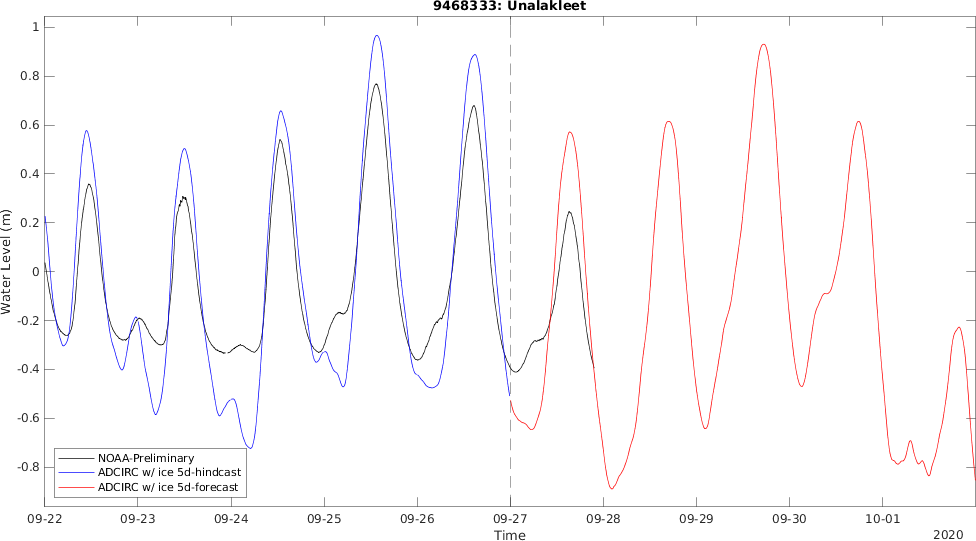 9468333: Unalakleet
Water Level (m)
1
0.8
0.6
0.4
0.2
0
-0.2
-0.4
-0.6
-0.8
NOAA-Preliminary
ADCIRC w/ ice 5d-hindcast
ADCIRC w/ ice 5d-forecast
09-22 09-23 09-24 09-25 09-26 09-27 09-28 09-29 09-30 10-01
Time
2020